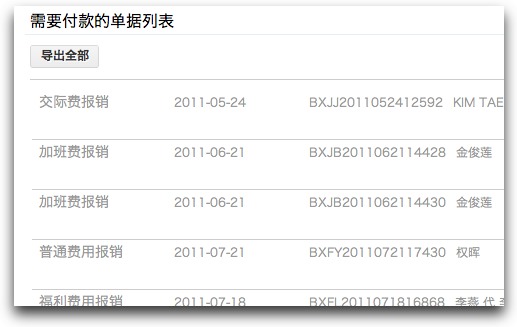 需要付款的单据列表
导出全部
交际费报销 2011-05-24 BXJJ2011052412592 KIM TAE
加班费报销 2011-06-21 BXJB2011062114428 金俊莲
加班费报销 2011-06-21 BXJB2011062114430 金俊莲
普通费用报销 2011-07-21 BXFY2011072117430 权晖
福利费用报销 2011-07-18 BXFL2011071816868 李燕 代